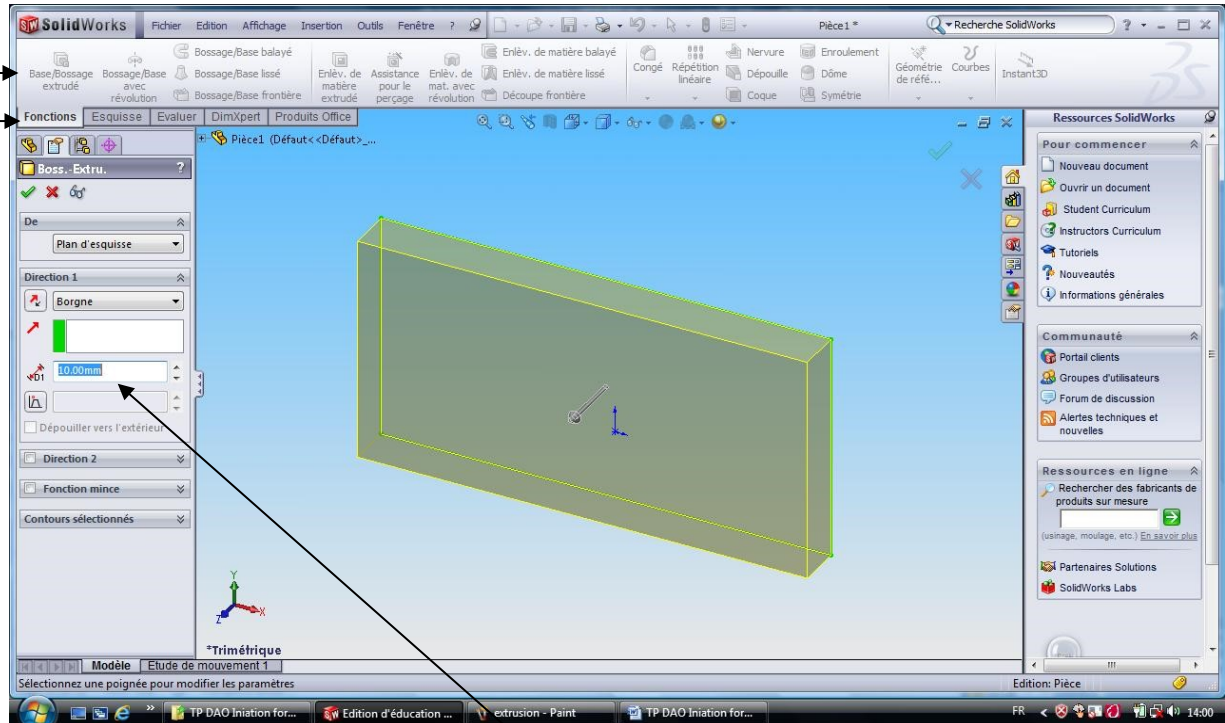 SolidWorks Fichier Edition Affichage Insertion Outils Fenêtre ? Pièce1 * Recherche SolidWorks ?
Base/Bossage extrudé
Bossage/Base avec révolution
Bossage/Base balayé
Bossage/Base lissé
Bossage/Base frontière
Enlèv. de matière extrudé
Assistance pour le perçage
Enlèv. de mat. avec révolution
Enlèv. de matière balayé
Enlèv. de matière lissé
Découpe frontière
Congé
Répétition linéaire
Nervure
Dépouille
Coque
Enroulement
Dôme
Symétrie
Géométrie de réfé...
Courbes
Instant3D
Fonctions Esquisse Evaluer DimXpert Produits Office
Boss.-Extru. ?
De
Plan d'esquisse
Direction 1
Borgne
D1 10.00mm
Dépouiller vers l'extérieur
Direction 2
Fonction mince
Contours sélectionnés
Pièce1 (Défaut<<Défaut>_...
Y
X
Z
*Trimétrique
Ressources SolidWorks
Pour commencer
Nouveau document
Ouvrir un document
Student Curriculum
Instructors Curriculum
Tutoriels
Nouveautés
Informations générales
Communauté
Portail clients
Groupes d'utilisateurs
Forum de discussion
Alertes techniques et
nouvelles
Ressources en ligne
Rechercher des fabricants de
produits sur mesure
(usinage, moulage, etc.) En savoir plus
Partenaires Solutions
SolidWorks Labs
Modèle Etude de mouvement 1
Sélectionnez une poignée pour modifier les paramètres Edition: Pièce
TP DAO Iniation for... Edition d'éducation ... extrusion - Paint TP DAO Iniation for... FR 14:00